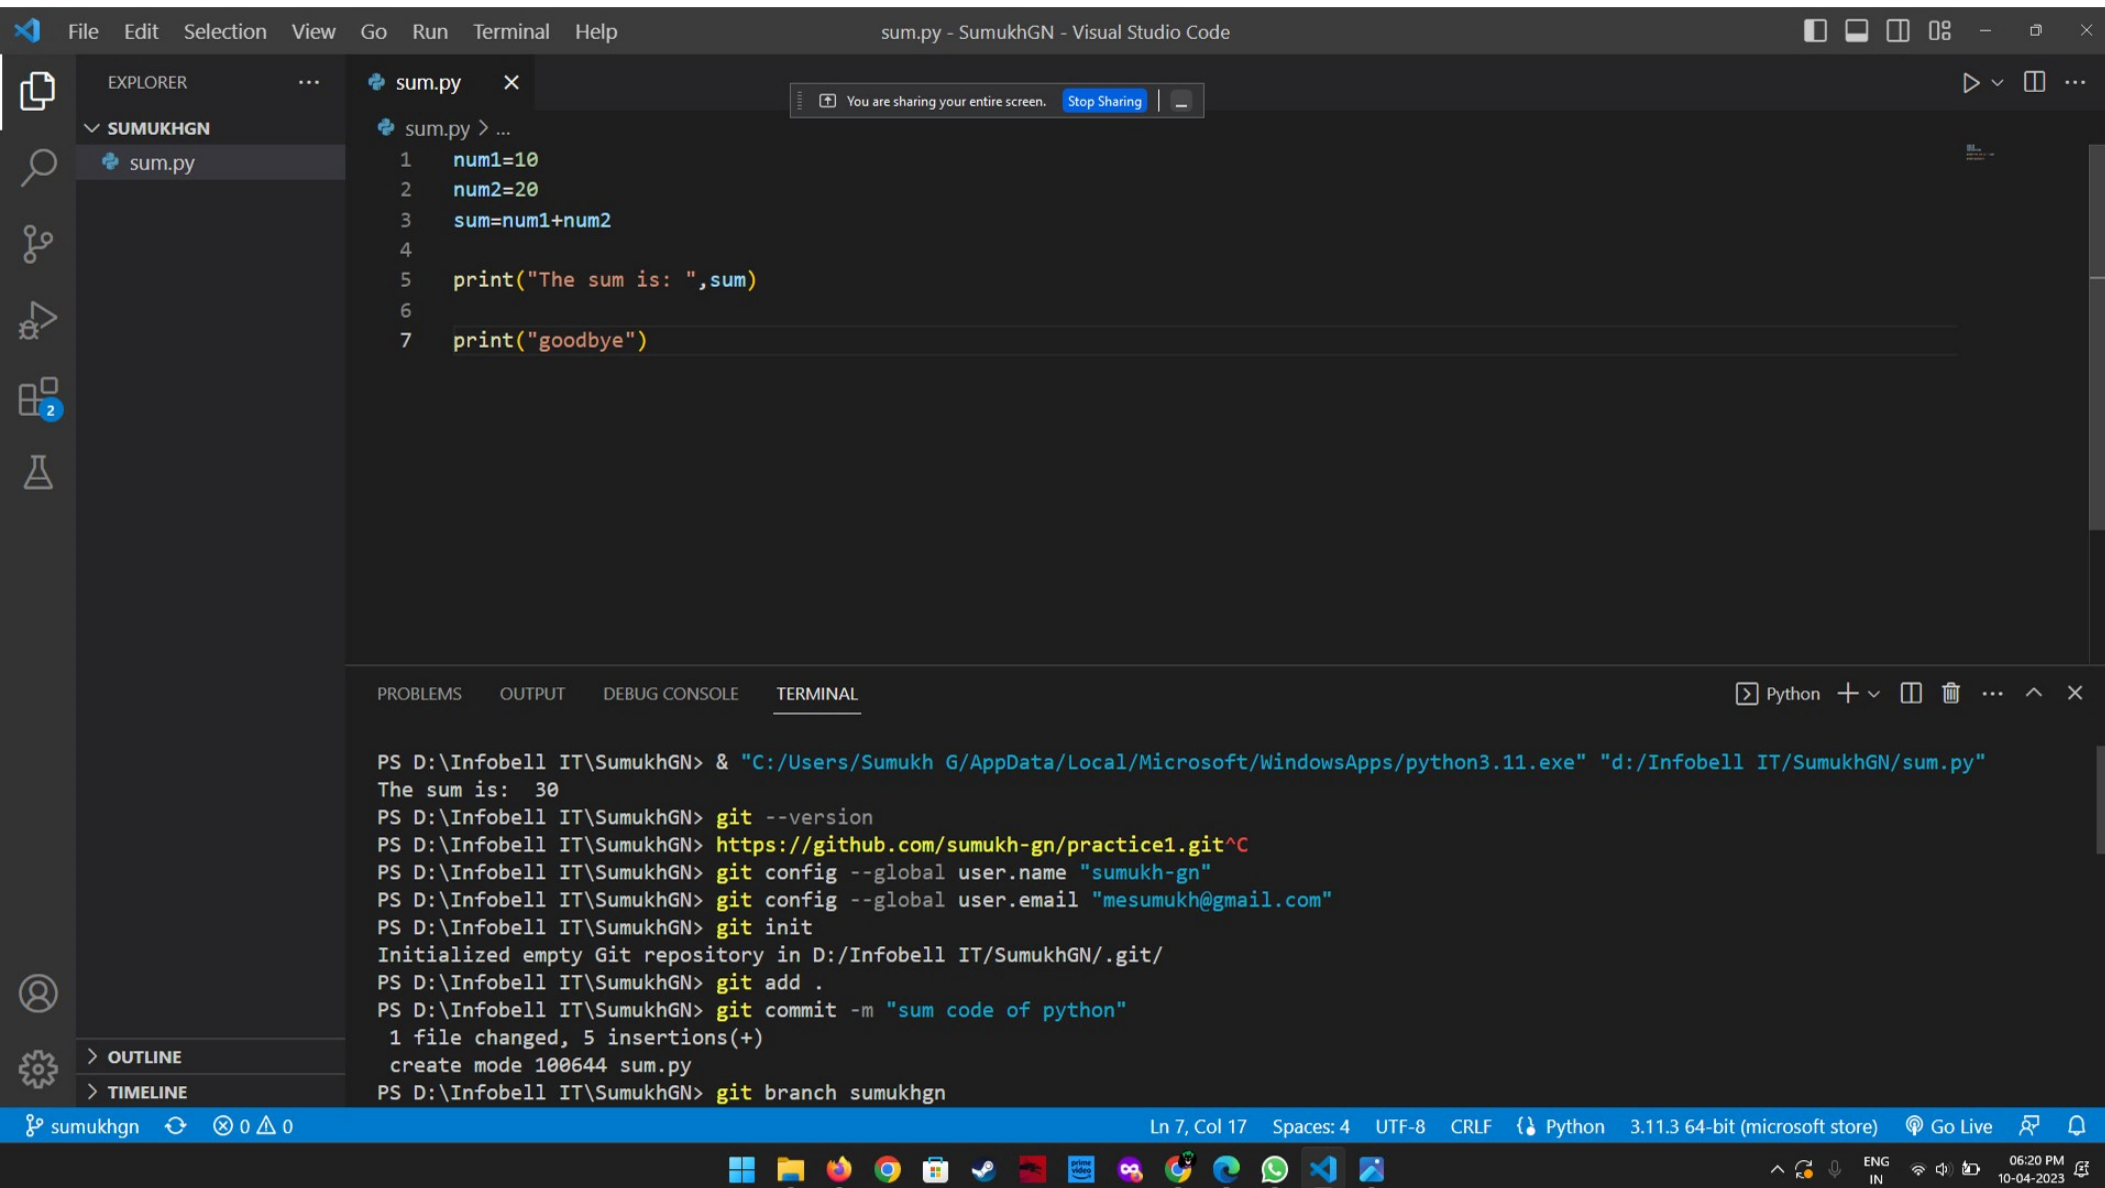 File Edit Selection View Go Run Terminal Help sum.py - SumukhGN - Visual Studio Code
EXPLORER ... sum.py
You are sharing your entire screen. Stop Sharing
SUMUKHGN
sum.py > ...
sum.py
1 num1=10
2 num2=20
3 sum=num1+num2
4
5 print("The sum is: ",sum)
6
7 print("goodbye")
2
PROBLEMS OUTPUT DEBUG CONSOLE TERMINAL Python
PS D:\Infobell IT\SumukhGN> & "C:/Users/Sumukh G/AppData/Local/Microsoft/WindowsApps/python3.11.exe" "d:/Infobell IT/SumukhGN/sum.py"
The sum is:  30
PS D:\Infobell IT\SumukhGN> git --version
PS D:\Infobell IT\SumukhGN> https://github.com/sumukh-gn/practice1.git^C
PS D:\Infobell IT\SumukhGN> git config --global user.name "sumukh-gn"
PS D:\Infobell IT\SumukhGN> git config --global user.email "mesumukh@gmail.com"
PS D:\Infobell IT\SumukhGN> git init
Initialized empty Git repository in D:/Infobell IT/SumukhGN/.git/
PS D:\Infobell IT\SumukhGN> git add .
PS D:\Infobell IT\SumukhGN> git commit -m "sum code of python"
1 file changed, 5 insertions(+)
create mode 100644 sum.py
PS D:\Infobell IT\SumukhGN> git branch sumukhgn
OUTLINE
TIMELINE
sumukhgn 0 0 Ln 7, Col 17 Spaces: 4 UTF-8 CRLF Python 3.11.3 64-bit (microsoft store) Go Live
prime video
ENG IN
06:20 PM
10-04-2023